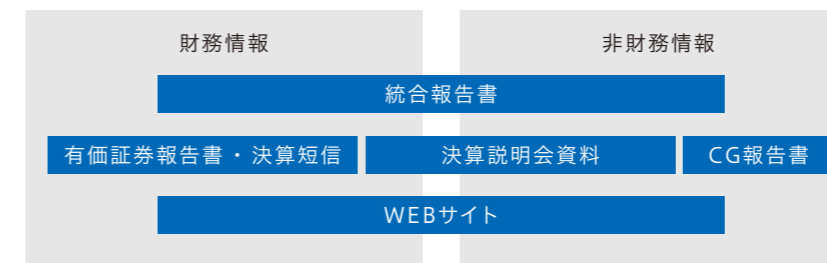 財務情報
非財務情報
統合報告書
有価証券報告書・決算短信
決算説明会資料
CG報告書
WEBサイト